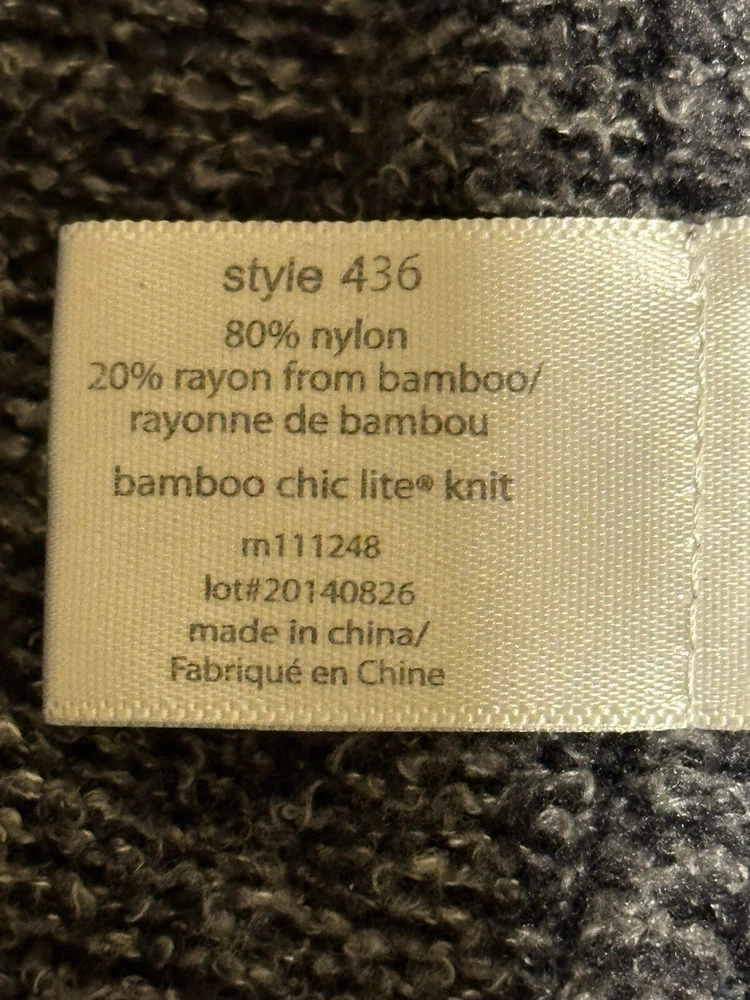 style 436
80% nylon
20% rayon from bamboo/
rayonne de bambou
bamboo chic lite® knit
rn111248
lot#20140826
made in china/
Fabriqué en Chine